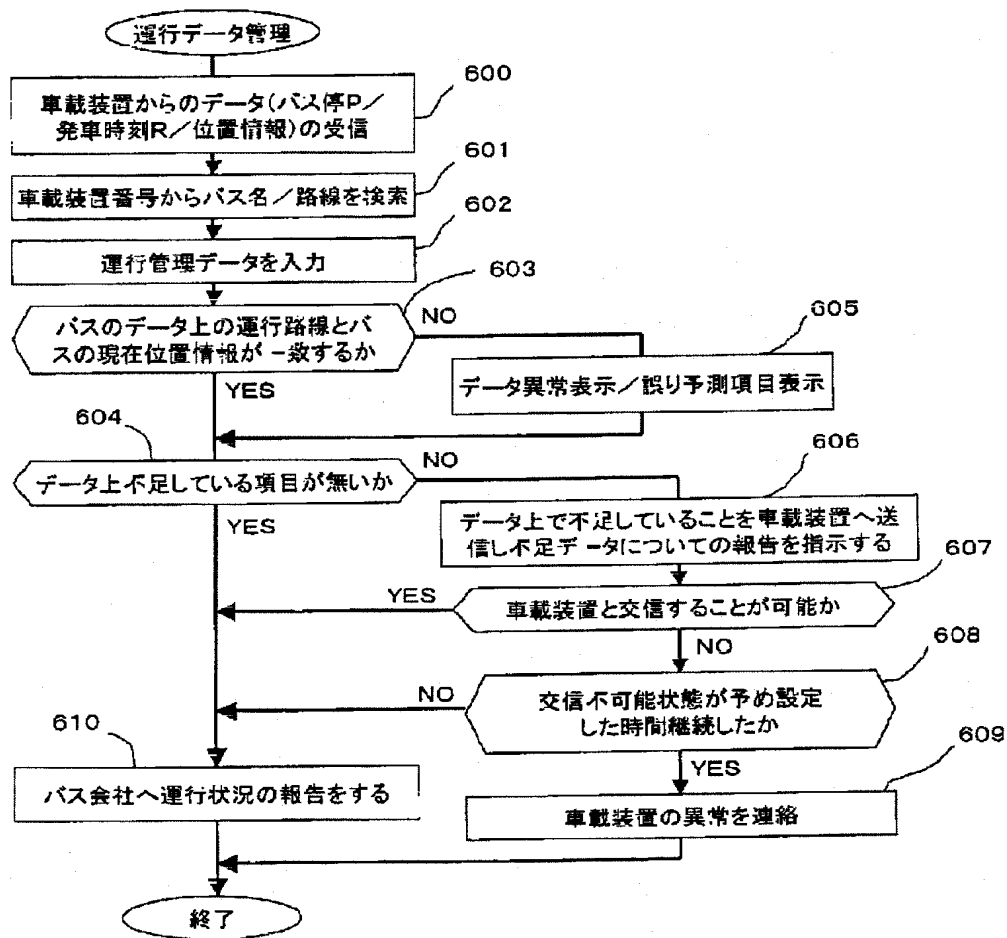 運行データ管理
600
車載装置からのデータ(バス停P/
発車時刻R/位置情報)の受信
601
車載装置番号からバス名/路線を検索
602
運行管理データを入力
603
バスのデータ上の運行路線とバ
スの現在位置情報が一致するか
NO
YES
605
データ異常表示/誤り予測項目表示
604
データ上不足している項目が無いか
NO
YES
606
データ上で不足していることを車載装置へ送
信し不足データについての報告を指示する
607
車載装置と交信することが可能か
YES
NO
608
交信不可能状態が予め設定
した時間継続したか
NO
YES
609
車載装置の異常を連絡
610
バス会社へ運行状況の報告をする
終了